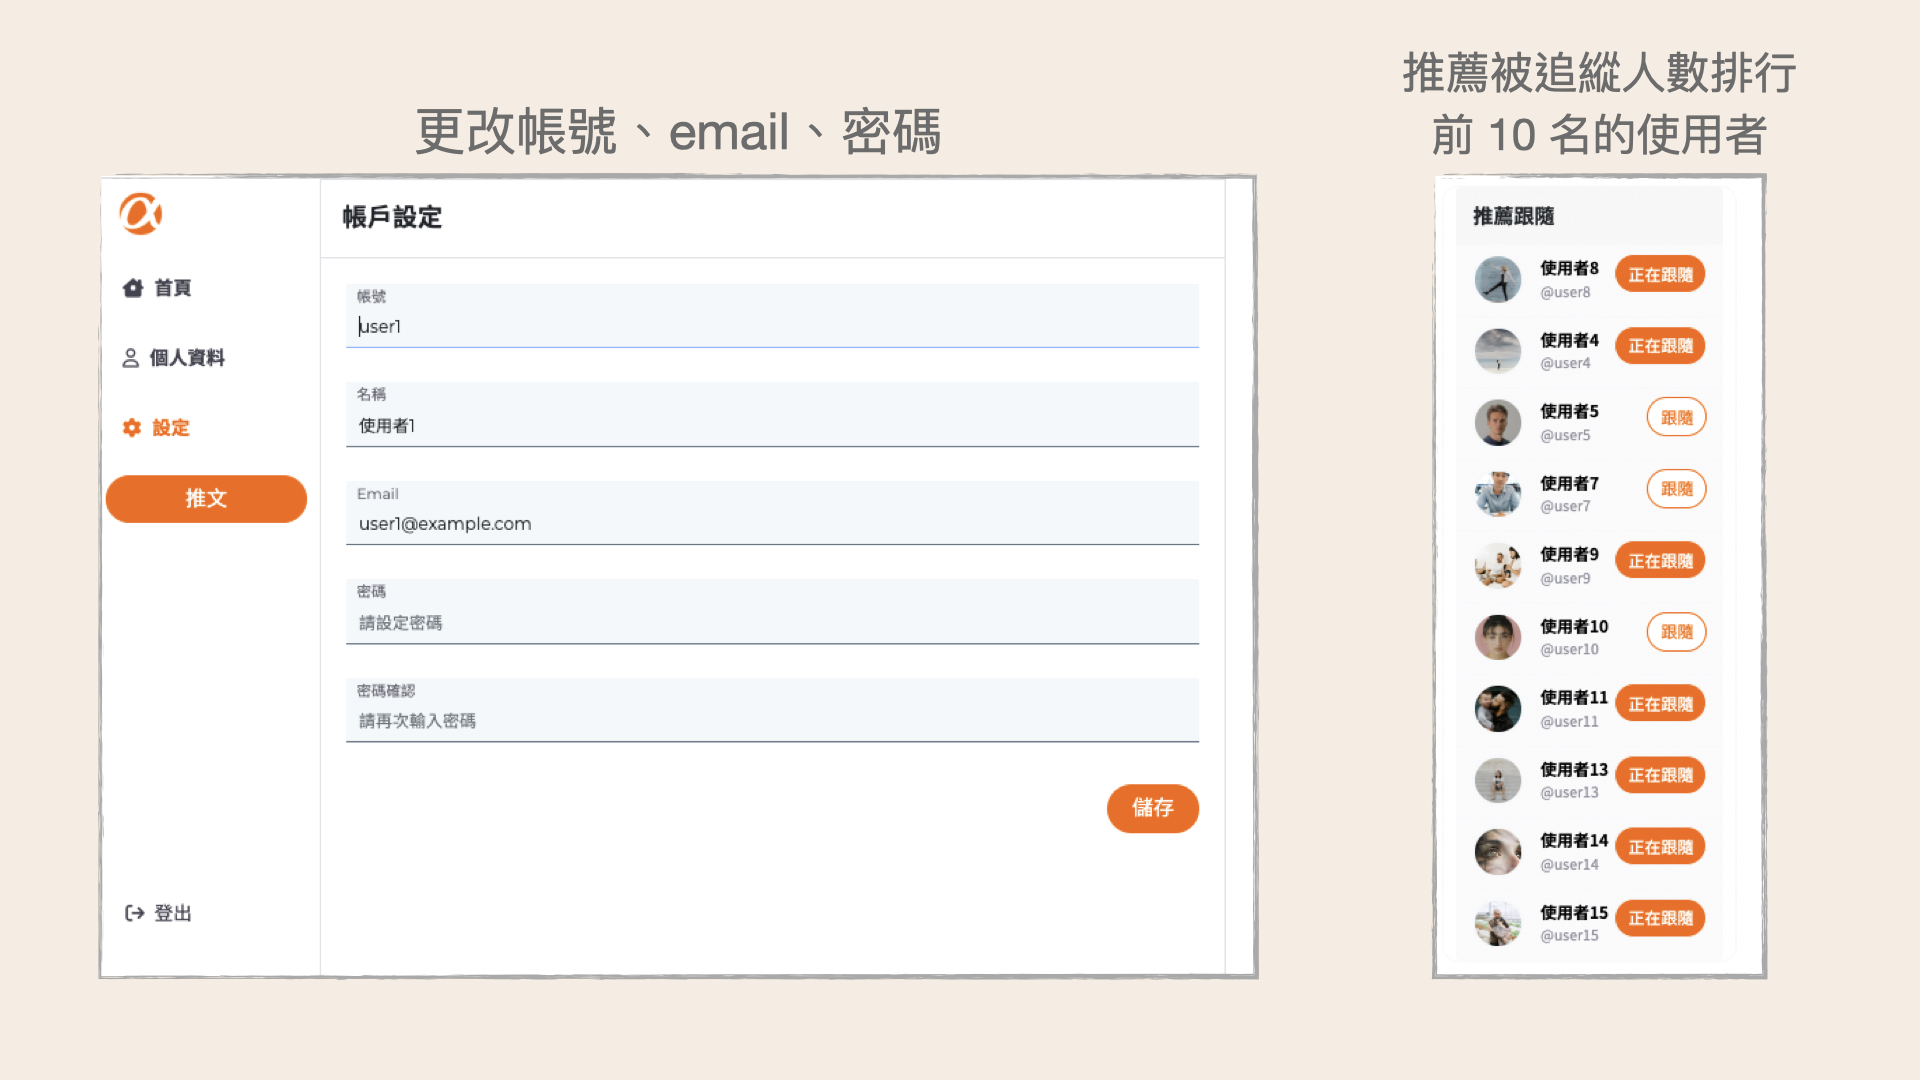 更改帳號、email、密碼
帳戶設定
首頁
個人資料
設定
推文
登出
帳號
user1
名稱
使用者1
Email
user1@example.com
密碼
請設定密碼
密碼確認
請再次輸入密碼
儲存
推薦被追縱人數排行
前 10 名的使用者
推薦跟隨
使用者8
@user8
正在跟隨
使用者4
@user4
正在跟隨
使用者5
@user5
跟隨
使用者7
@user7
跟隨
使用者9
@user9
正在跟隨
使用者10
@user10
跟隨
使用者11
@user11
正在跟隨
使用者13
@user13
正在跟隨
使用者14
@user14
正在跟隨
使用者15
@user15
正在跟隨